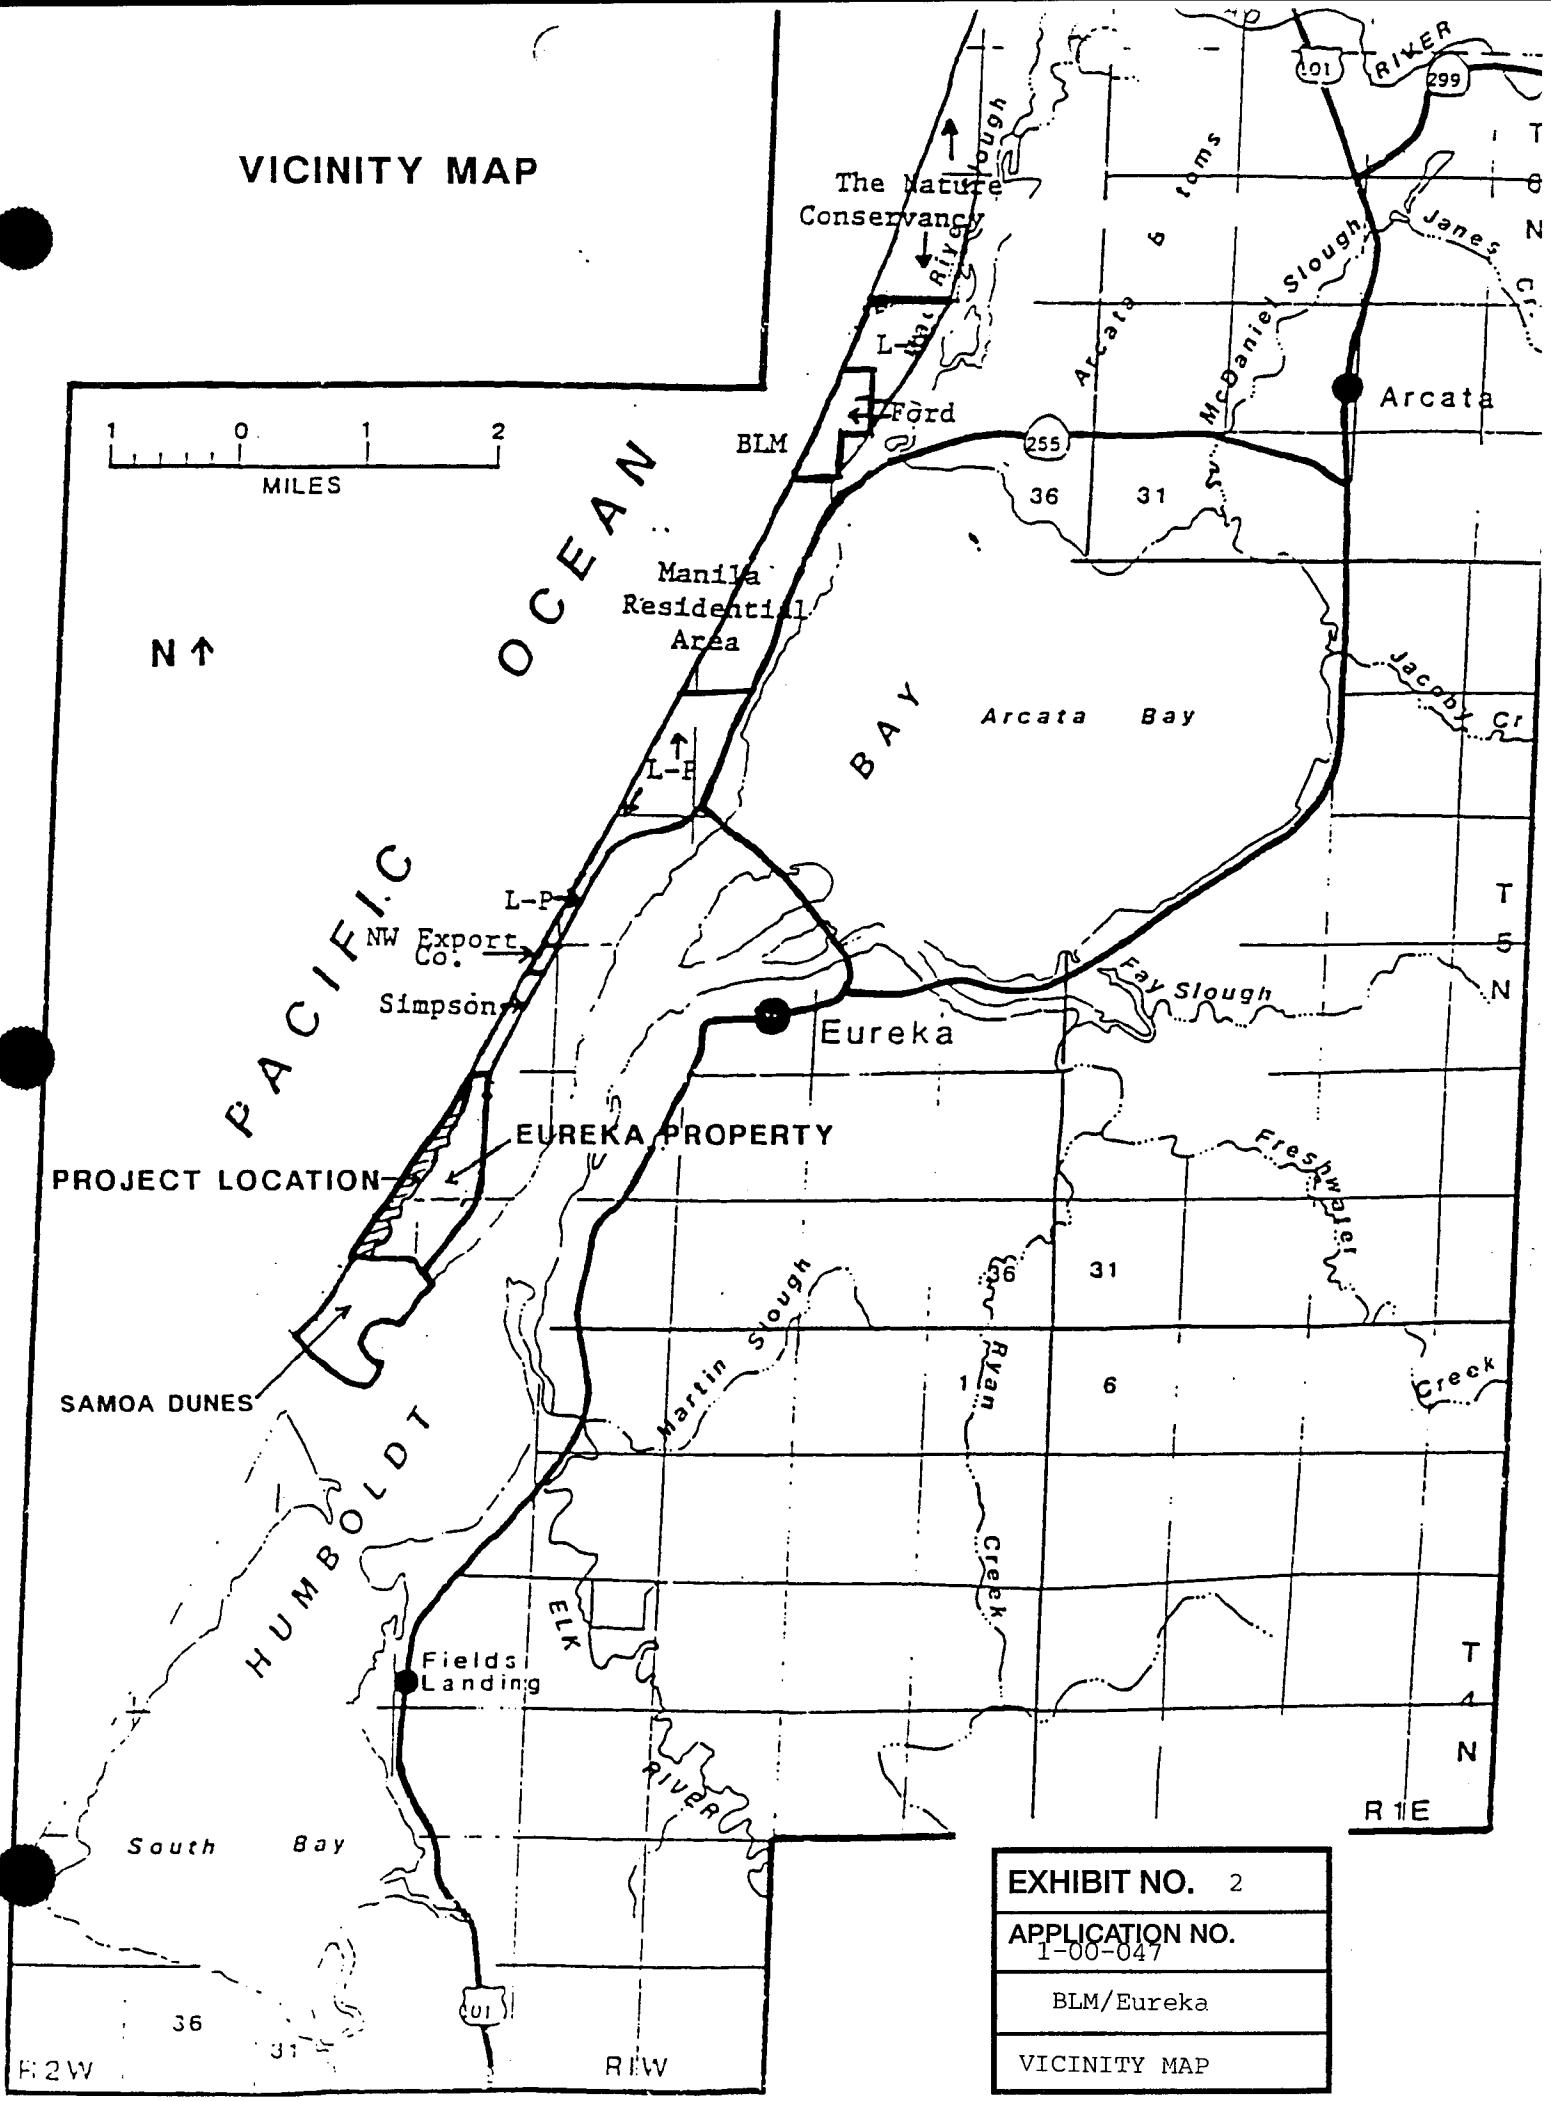 VICINITY MAP
1 0 1 2
MILES
N ↑
PACIFIC OCEAN
RIVER
299
The Nature
Conservancy
Slough
Arcata Bottoms
McDaniel Slough
Janes Cr.
T 6 N
L-P
Ford
BLM
255
Arcata
36 31
Manila
Residential
Area
Arcata Bay
Jacoby Cr
L-P
L-P
NW Export
Co.
Simpson
T 5 N
Fay Slough
Eureka
EUREKA PROPERTY
PROJECT LOCATION
Freshwater Creek
36 31
1 6
Martin Slough
Ryan Creek
SAMOA DUNES
HUMBOLDT BAY
ELK RIVER
Fields
Landing
T 4 N
R 1E
South Bay
36 31
R2W
R1W
EXHIBIT NO. 2
APPLICATION NO.
1-00-047
BLM/Eureka
VICINITY MAP